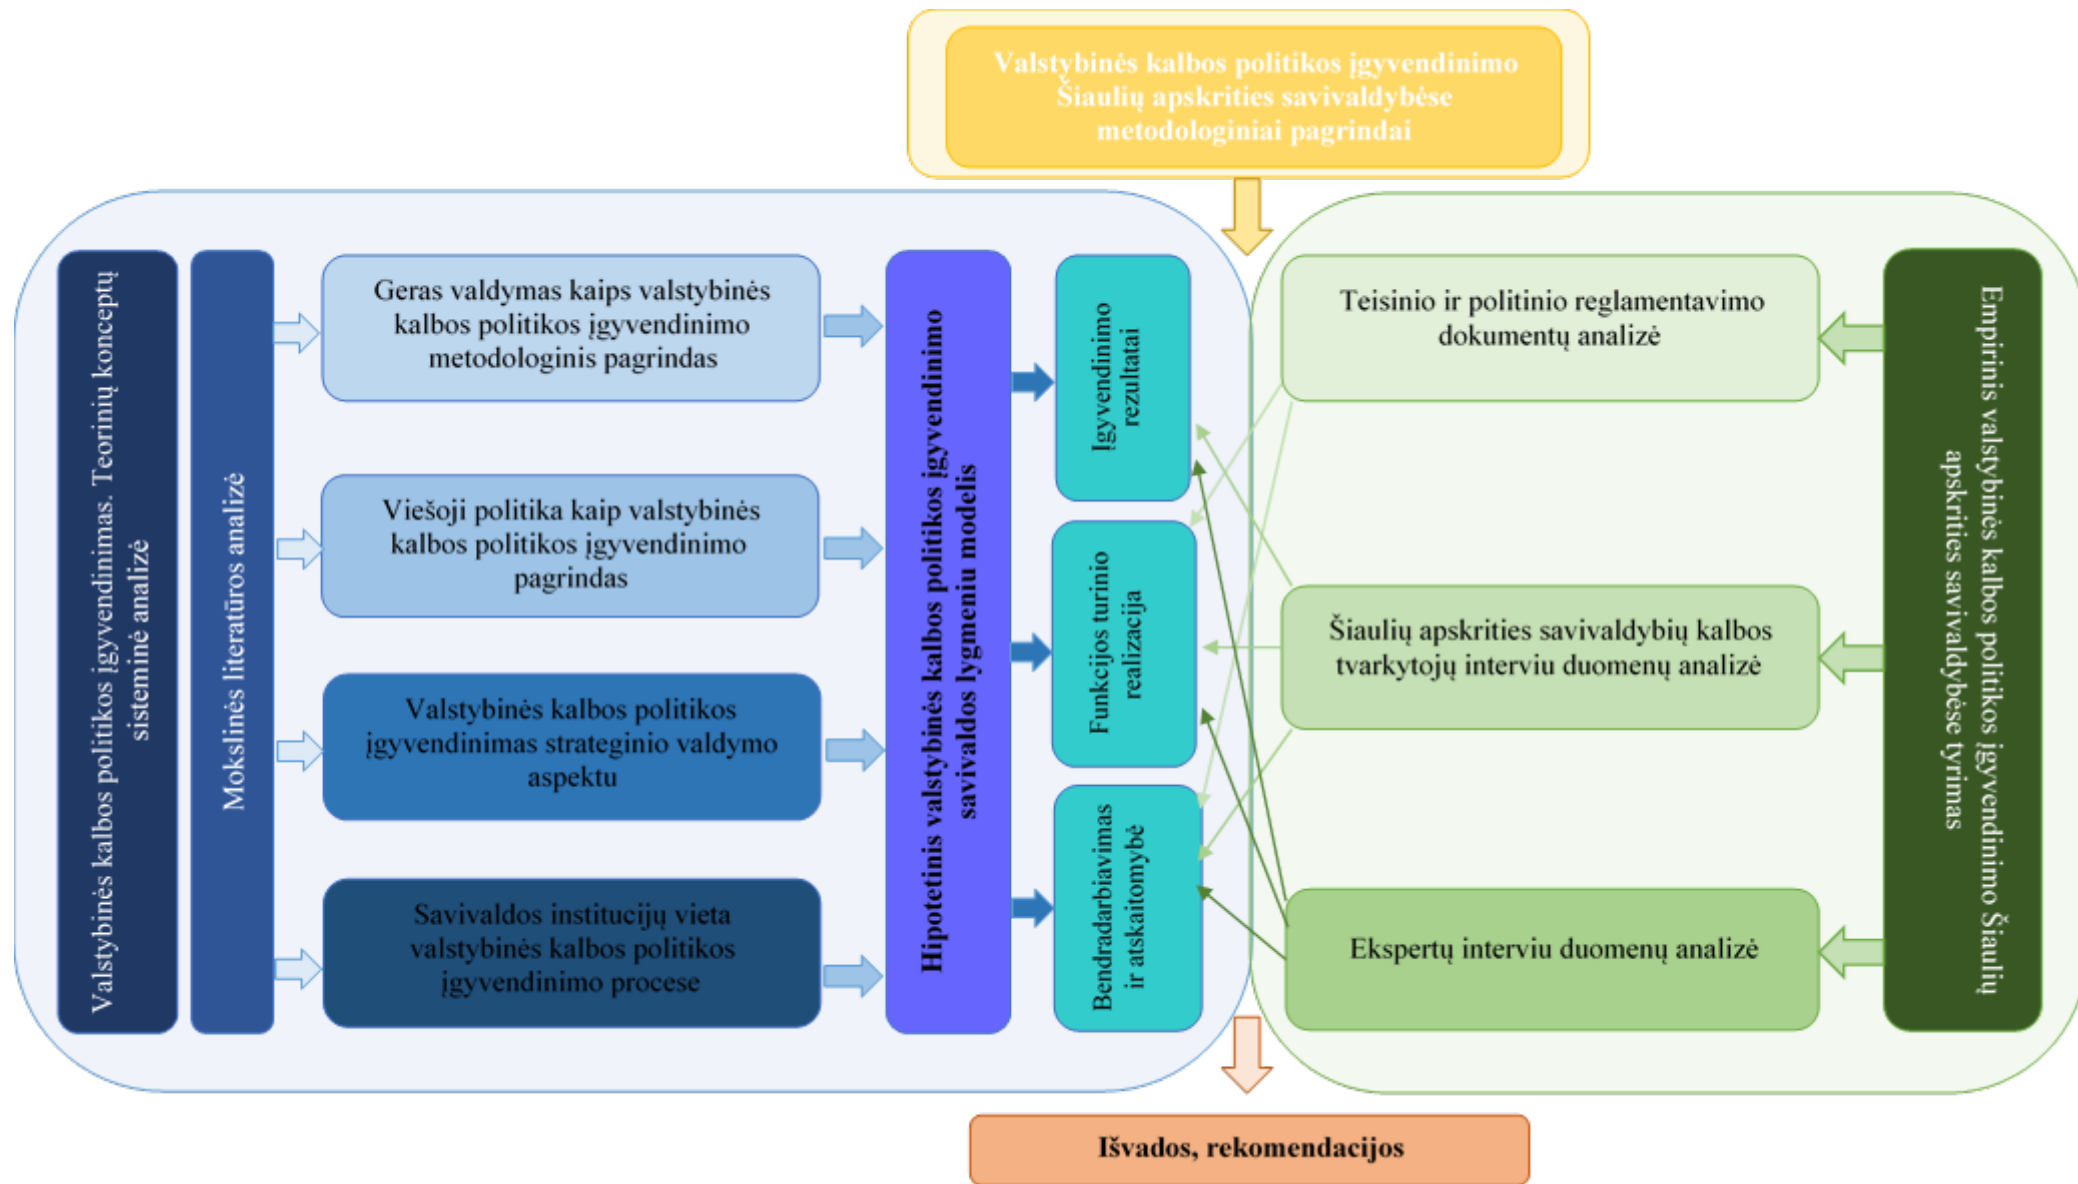 Valstybinės kalbos politikos įgyvendinimo
Šiaulių apskrities savivaldybėse
metodologiniai pagrindai
Valstybinės kalbos politikos įgyvendinimas. Teorinių konceptų
sisteminė analizė
Mokslinės literatūros analizė
Geras valdymas kaips valstybinės
kalbos politikos įgyvendinimo
metodologinis pagrindas
Viešoji politika kaip valstybinės
kalbos politikos įgyvendinimo
pagrindas
Valstybinės kalbos politikos
įgyvendinimas strateginio valdymo
aspektu
Savivaldos institucijų vieta
valstybinės kalbos politikos
įgyvendinimo procese
Hipotetinis valstybinės kalbos politikos įgyvendinimo
savivaldos lygmeniu modelis
Įgyvendinimo
rezultatai
Funkcijos turinio
realizacija
Bendradarbiavimas
ir atskaitomybė
Teisinio ir politinio reglamentavimo
dokumentų analizė
Šiaulių apskrities savivaldybių kalbos
tvarkytojų interviu duomenų analizė
Ekspertų interviu duomenų analizė
Empirinis valstybinės kalbos politikos įgyvendinimo Šiaulių
apskrities savivaldybėse tyrimas
Išvados, rekomendacijos